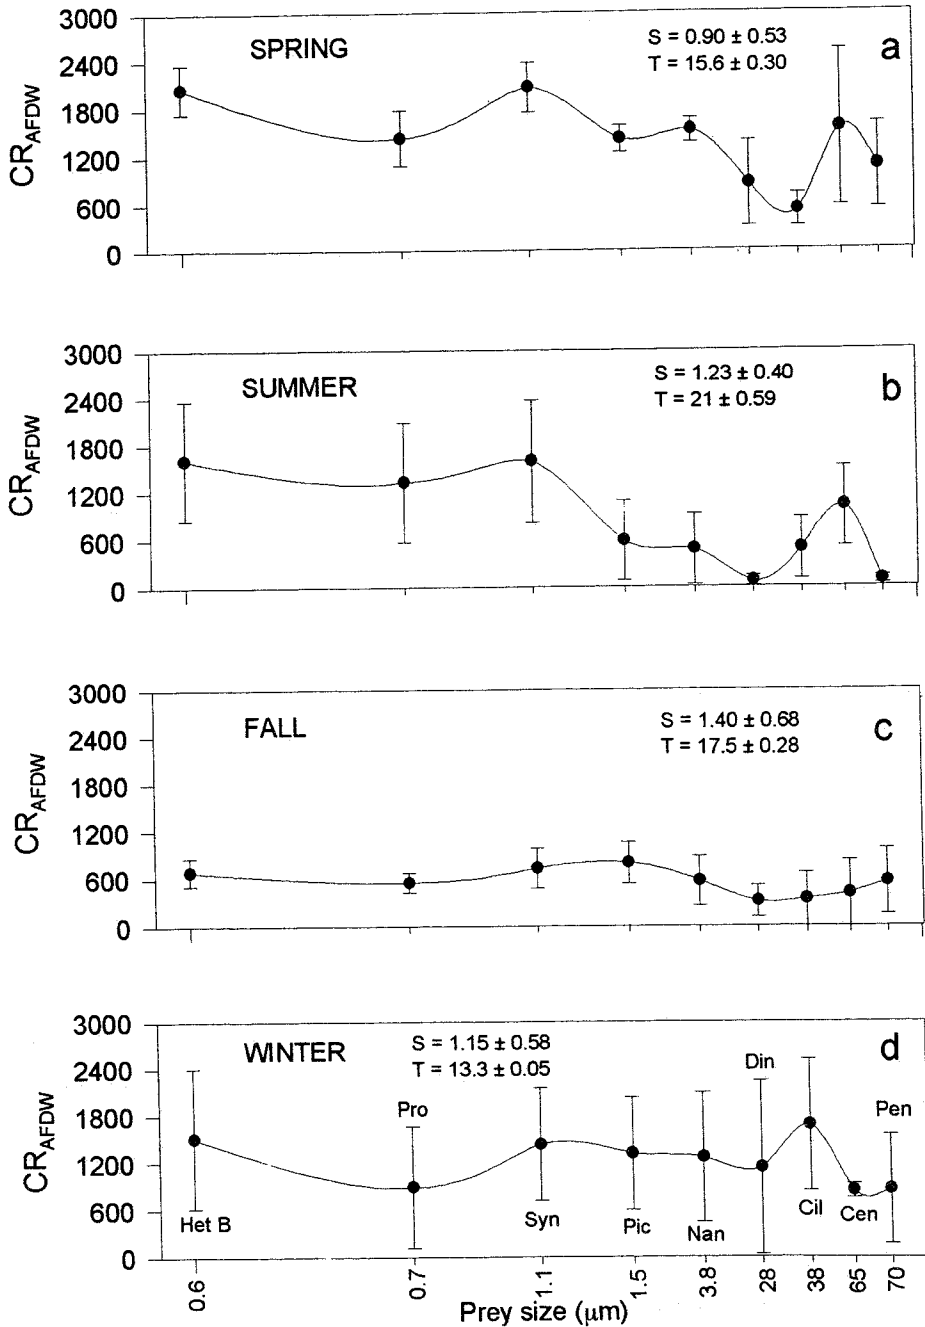 3000
2400
1800
1200
600
0
CR_AFDW
SPRING
S = 0.90 ± 0.53
T = 15.6 ± 0.30
a
3000
2400
1800
1200
600
0
CR_AFDW
SUMMER
S = 1.23 ± 0.40
T = 21 ± 0.59
b
3000
2400
1800
1200
600
0
CR_AFDW
FALL
S = 1.40 ± 0.68
T = 17.5 ± 0.28
c
3000
2400
1800
1200
600
0
CR_AFDW
WINTER
S = 1.15 ± 0.58
T = 13.3 ± 0.05
d
Het B
Pro
Syn
Pic
Nan
Din
Cil
Cen
Pen
0.6
0.7
1.1
1.5
3.8
28
38
65
70
Prey size (μm)